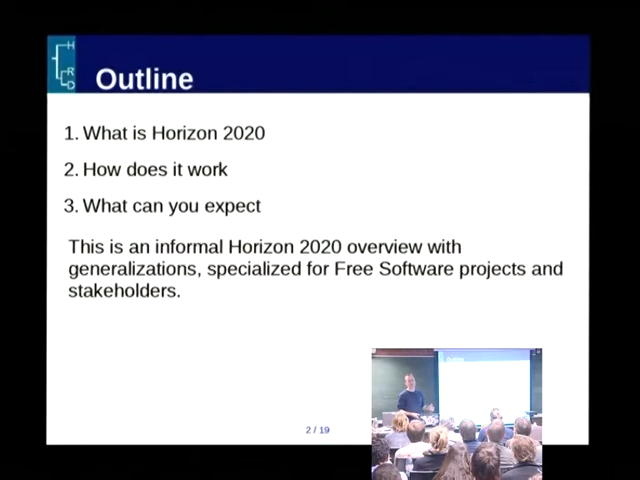 H
R
D
Outline
1. What is Horizon 2020
2. How does it work
3. What can you expect
This is an informal Horizon 2020 overview with
generalizations, specialized for Free Software projects and
stakeholders.
2 / 19
Outline